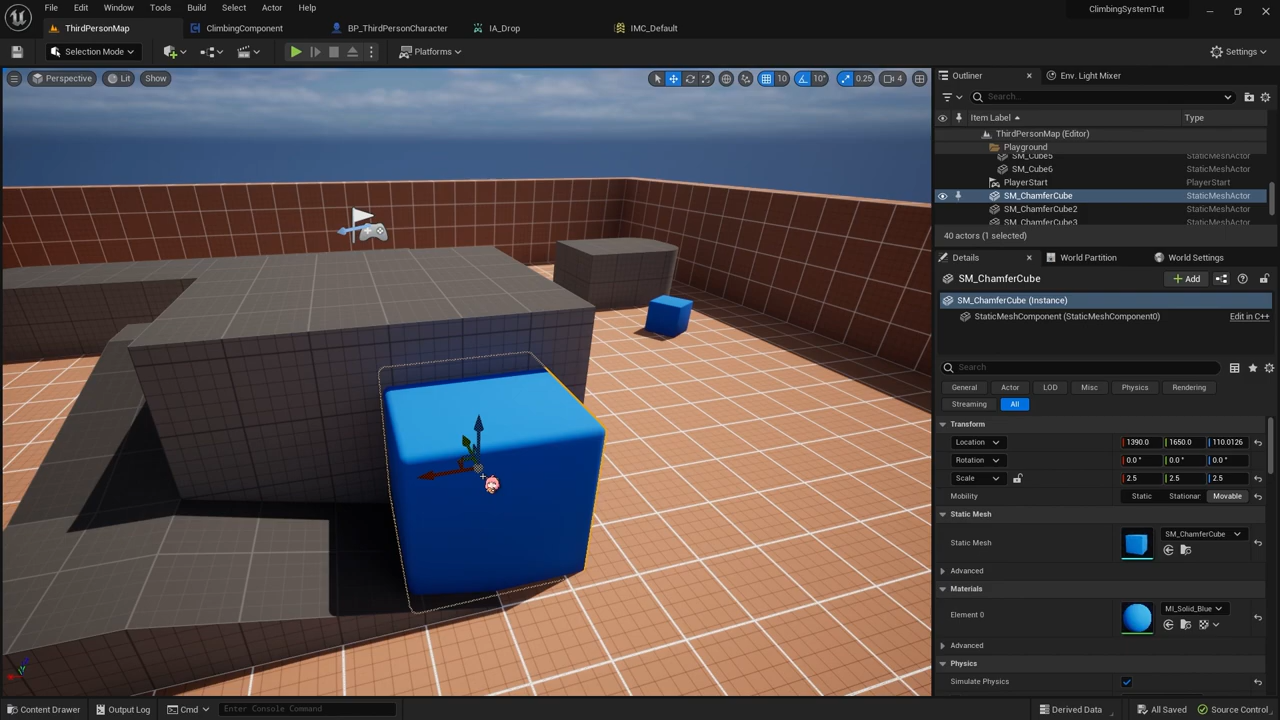 File Edit Window Tools Build Select Actor Help
ClimbingSystemTut
ThirdPersonMap ClimbingComponent BP_ThirdPersonCharacter IA_Drop IMC_Default
Selection Mode Platforms Settings
Perspective Lit Show 10 10° 0.25 4
Outliner Env. Light Mixer
Search...
Item Label Type
ThirdPersonMap (Editor)
Playground
SM_Cube5 StaticMeshActor
SM_Cube6 StaticMeshActor
PlayerStart PlayerStart
SM_ChamferCube StaticMeshActor
SM_ChamferCube2 StaticMeshActor
SM_ChamferCube3 StaticMeshActor
40 actors (1 selected)
Details World Partition World Settings
SM_ChamferCube Add
SM_ChamferCube (Instance)
StaticMeshComponent (StaticMeshComponent0) Edit in C++
Search
General Actor LOD Misc Physics Rendering
Streaming All
Transform
Location 1390.0 1650.0 110.0126
Rotation 0.0 ° 0.0 ° 0.0 °
Scale 2.5 2.5 2.5
Mobility Static Stationar Movable
Static Mesh
Static Mesh SM_ChamferCube
Advanced
Materials
Element 0 MI_Solid_Blue
Advanced
Physics
Simulate Physics
Content Drawer Output Log Cmd Enter Console Command Derived Data All Saved Source Control